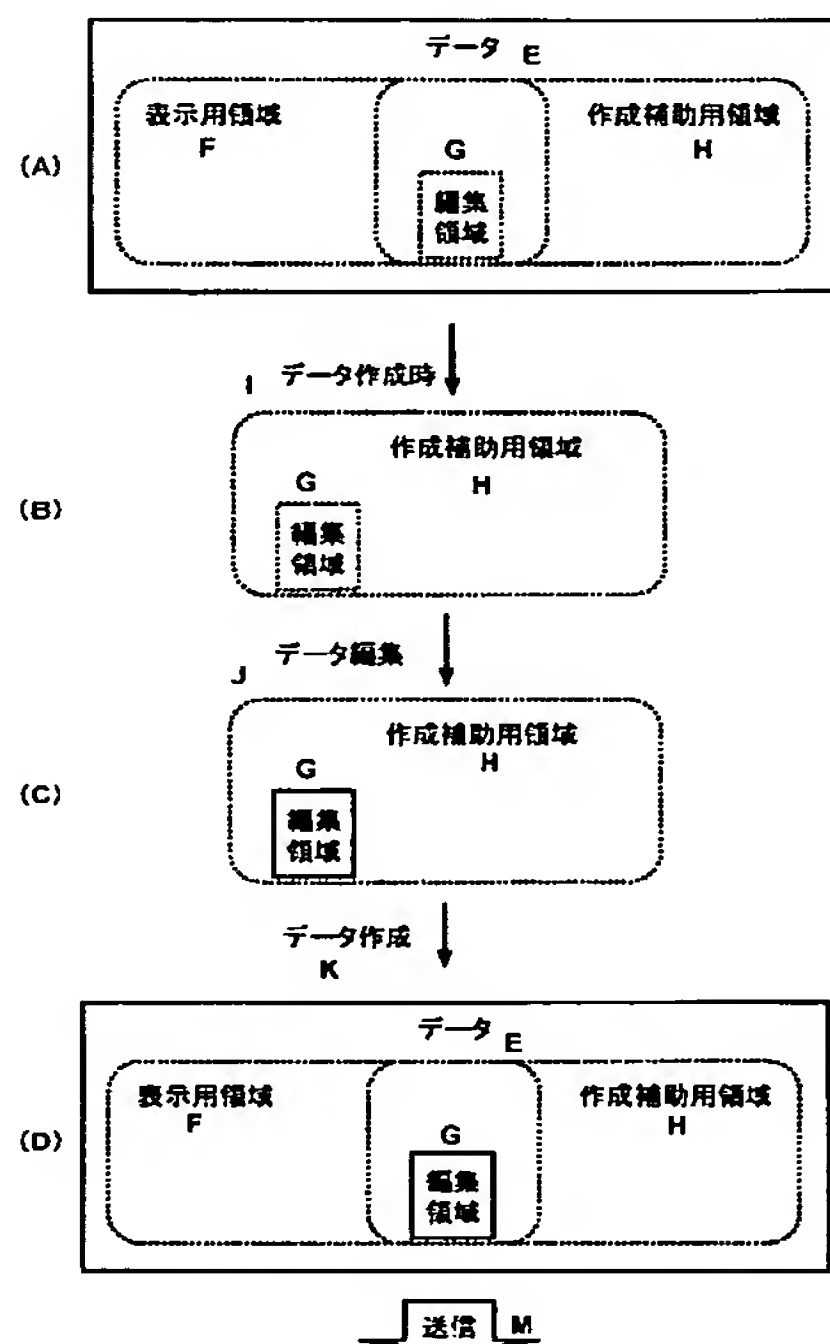 データ E
表示用領域
F
作成補助用領域
H
(A)
G
編集
領域
I データ作成時
作成補助用領域
H
(B)
G
編集
領域
J データ編集
作成補助用領域
H
(C)
G
編集
領域
データ作成
K
データ E
表示用領域
F
作成補助用領域
H
(D)
G
編集
領域
送信 M